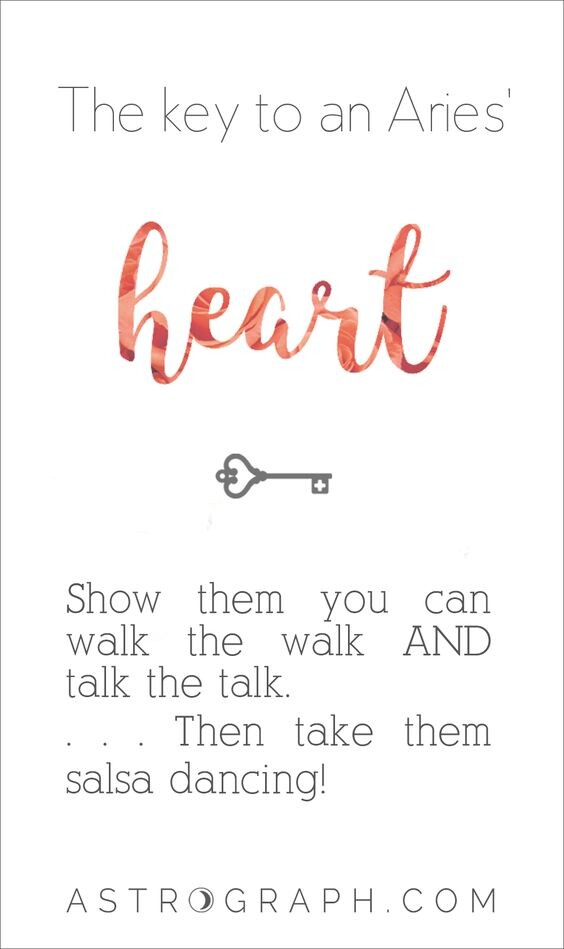 The key to an Aries'
heart
Show them you can
walk the walk AND
talk the talk.
. . . Then take them
salsa dancing!
ASTROGRAPH.COM